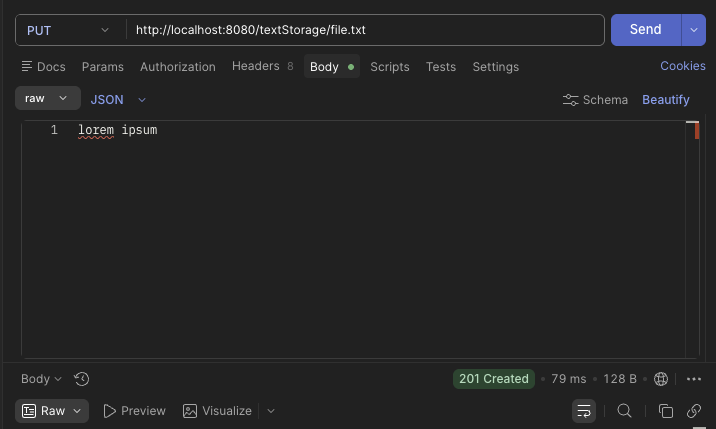 PUT http://localhost:8080/textStorage/file.txt Send
Docs Params Authorization Headers 8 Body Scripts Tests Settings Cookies
raw JSON Schema Beautify
1 lorem ipsum
Body 201 Created • 79 ms • 128 B •
Raw Preview Visualize